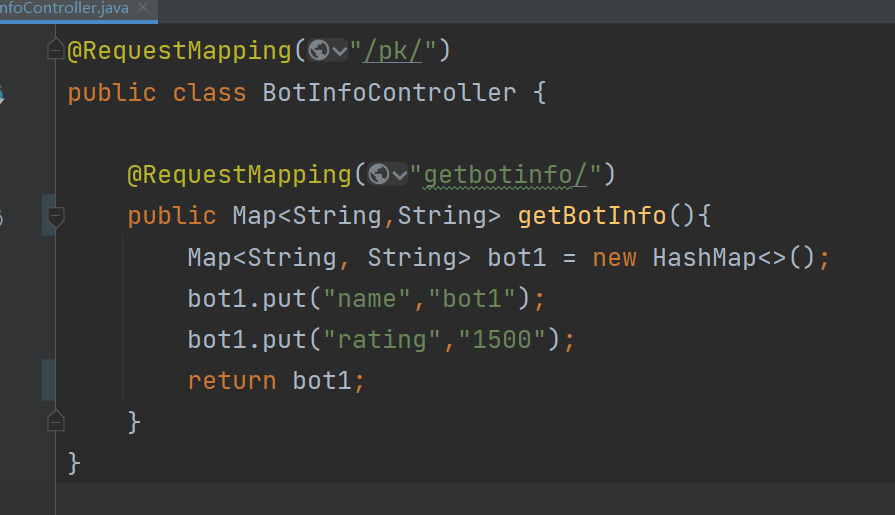 nfoController.java
@RequestMapping("/pk/")
public class BotInfoController {
@RequestMapping("getbotinfo/")
public Map<String,String> getBotInfo(){
Map<String, String> bot1 = new HashMap<>();
bot1.put("name","bot1");
bot1.put("rating","1500");
return bot1;
}
}